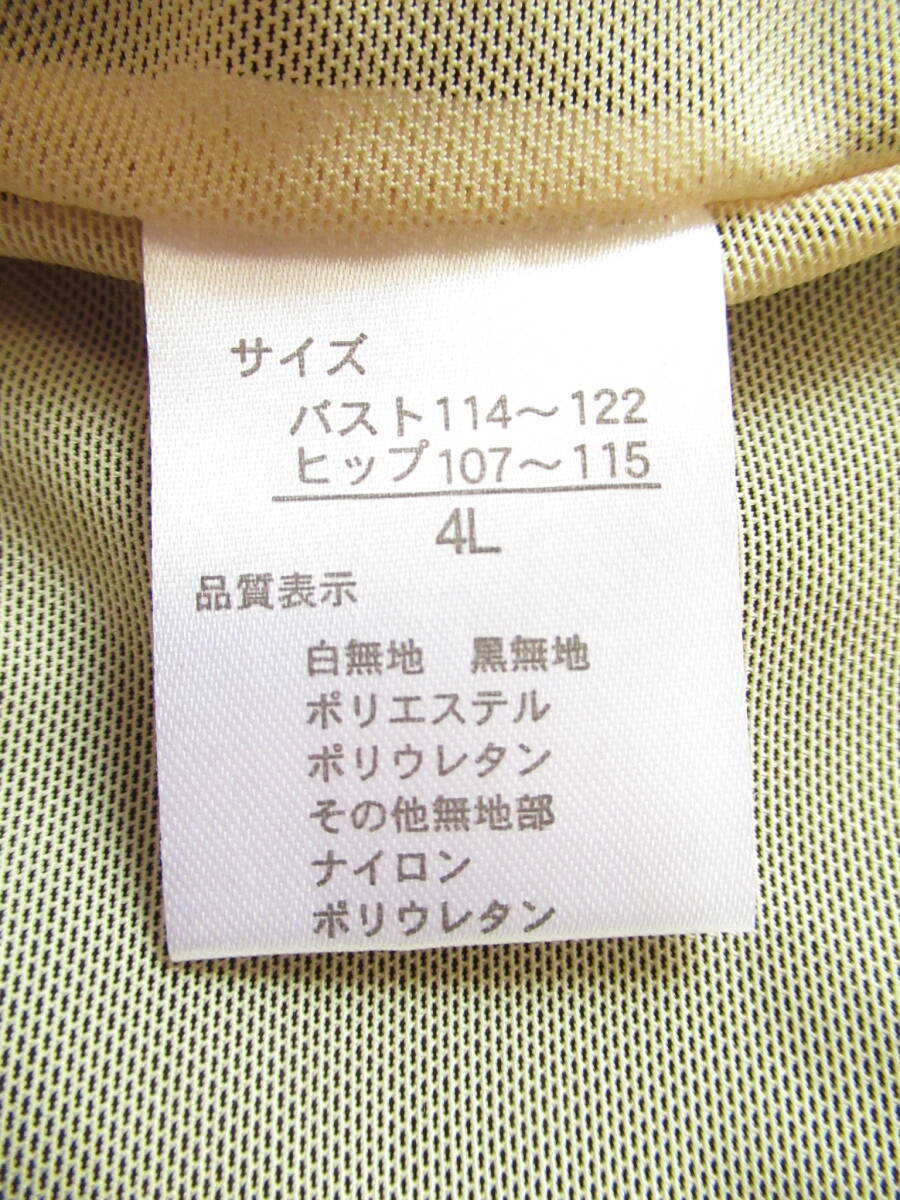 サイズ
バスト114～122
ヒップ107～115
4L
品質表示
白無地　黒無地
ポリエステル
ポリウレタン
その他無地部
ナイロン
ポリウレタン